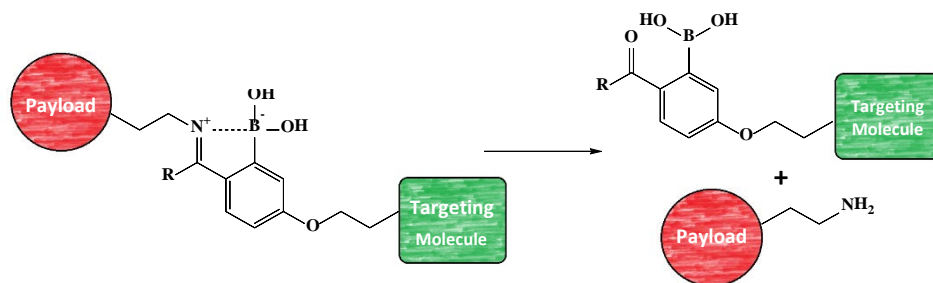 HO
OH
B
O
R
Targeting
Molecule
O
+
NH₂
Payload
Payload
OH
N⁺
B⁻
OH
R
O
Targeting
Molecule